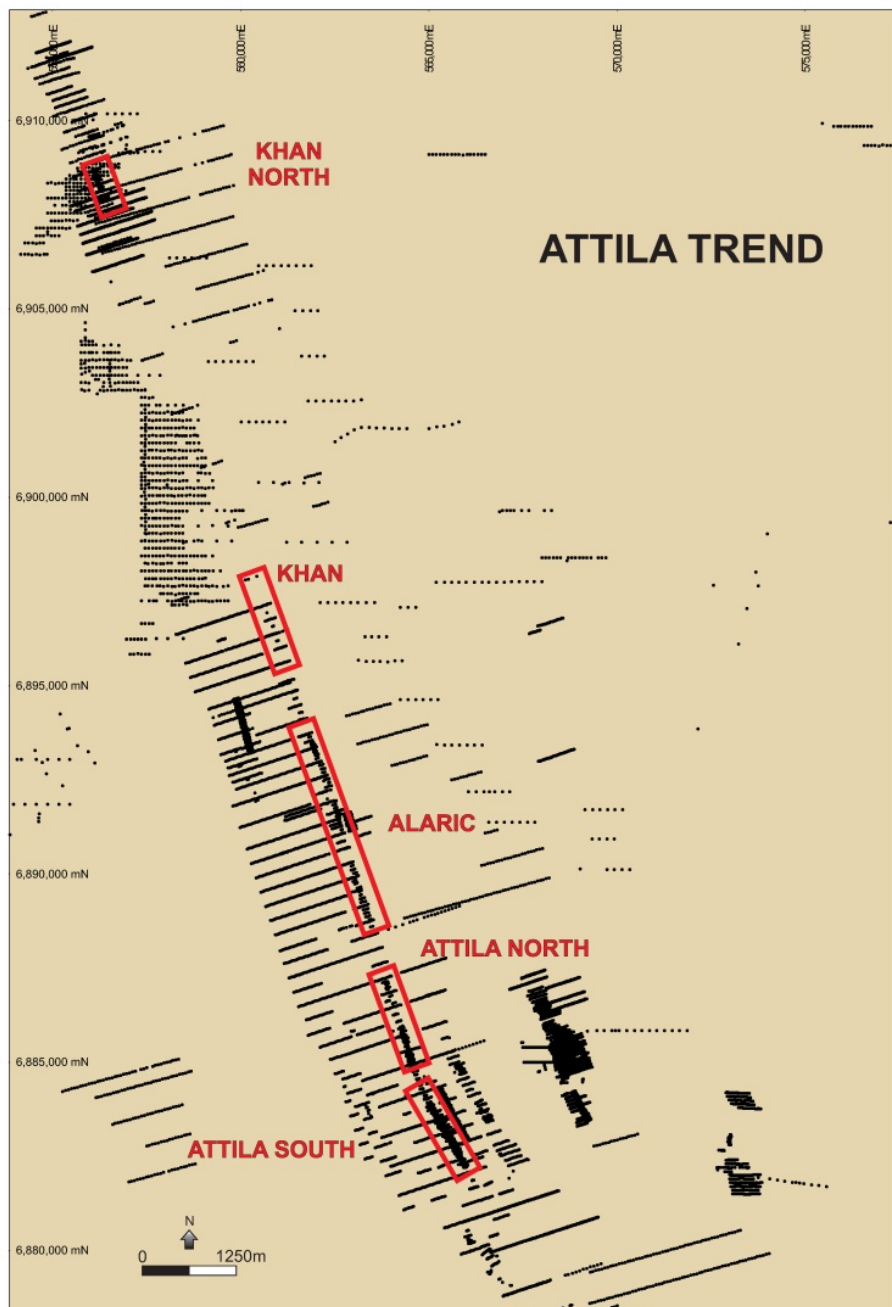 560,000mE
565,000mE
570,000mE
575,000mE
6,910,000 mN
KHAN
NORTH
ATTILA TREND
6,905,000 mN
6,900,000 mN
KHAN
6,895,000 mN
ALARIC
6,890,000 mN
ATTILA NORTH
6,885,000 mN
ATTILA SOUTH
N
6,880,000 mN
0 1250m